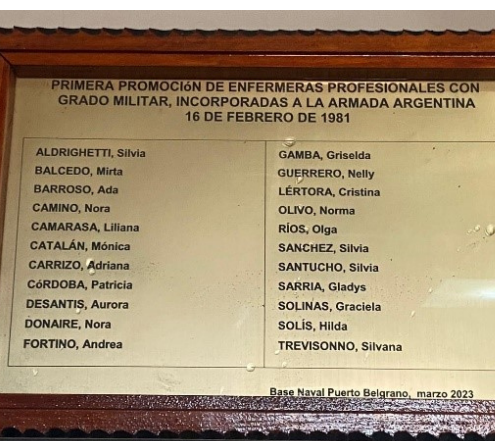 PRIMERA PROMOCIóN DE ENFERMERAS PROFESIONALES CON
GRADO MILITAR, INCORPORADAS A LA ARMADA ARGENTINA
16 DE FEBRERO DE 1981
ALDRIGHETTI, Silvia
BALCEDO, Mirta
BARROSO, Ada
CAMINO, Nora
CAMARASA, Liliana
CATALÁN, Mónica
CARRIZO, Adriana
CóRDOBA, Patricia
DESANTIS, Aurora
DONAIRE, Nora
FORTINO, Andrea
GAMBA, Griselda
GUERRERO, Nelly
LÉRTORA, Cristina
OLIVO, Norma
RÍOS, Olga
SANCHEZ, Silvia
SANTUCHO, Silvia
SARRIA, Gladys
SOLINAS, Graciela
SOLÍS, Hilda
TREVISONNO, Silvana
Base Naval Puerto Belgrano, marzo 2023